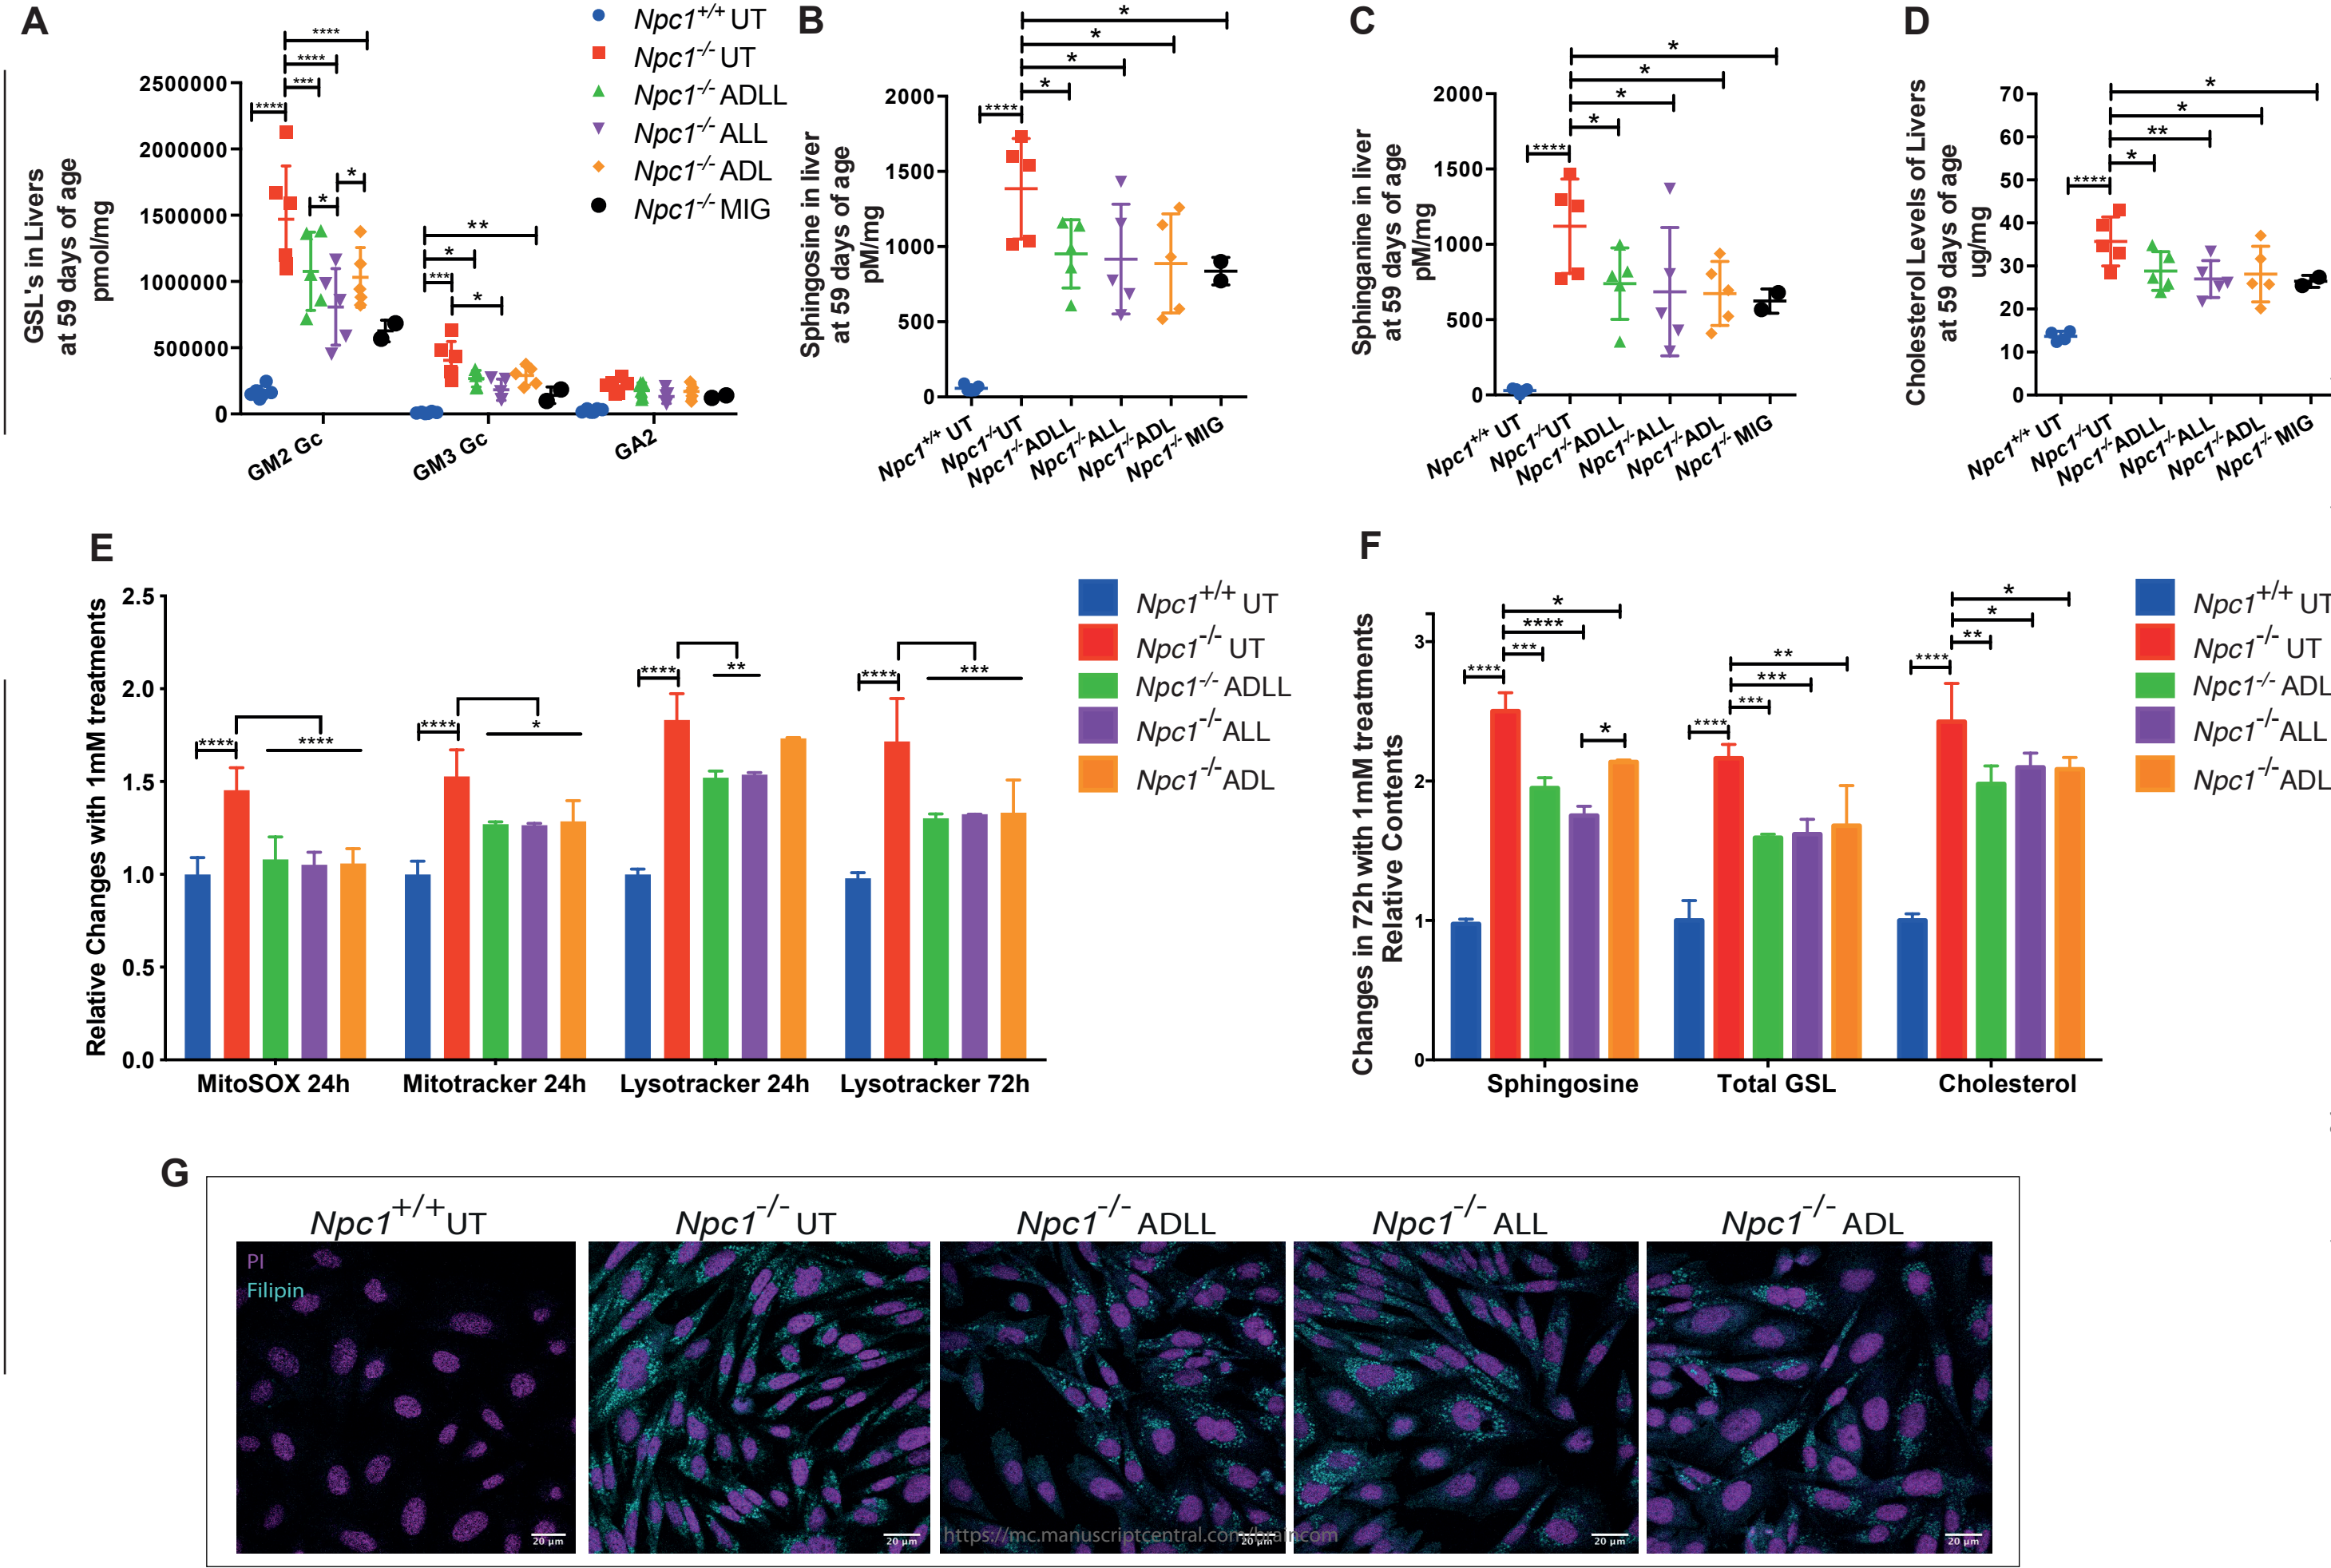 A
GSL's in Livers
at 59 days of age
pmol/mg
2500000
2000000
1500000
1000000
500000
0
****
****
***
****
*
*
**
*
***
*
GM2 Gc
GM3 Gc
GA2
Npc1+/+ UT
Npc1-/- UT
Npc1-/- ADLL
Npc1-/- ALL
Npc1-/- ADL
Npc1-/- MIG
B
Sphingosine in liver
at 59 days of age
pM/mg
2000
1500
1000
500
0
*
*
*
*
****
Npc1+/+ UT
Npc1-/-UT
Npc1-/-ADLL
Npc1-/-ALL
Npc1-/-ADL
Npc1-/-MIG
C
Sphinganine in liver
at 59 days of age
pM/mg
2000
1500
1000
500
0
*
*
*
*
****
Npc1+/+ UT
Npc1-/-UT
Npc1-/-ADLL
Npc1-/-ALL
Npc1-/-ADL
Npc1-/- MIG
D
Cholesterol Levels of Livers
at 59 days of age
ug/mg
70
60
50
40
30
20
10
0
*
*
**
*
****
Npc1+/+ UT
Npc1-/-UT
Npc1-/-ADLL
Npc1-/-ALL
Npc1-/-ADL
Npc1-/- MIG
E
Relative Changes with 1mM treatments
2.5
2.0
1.5
1.0
0.5
0.0
****
****
****
*
****
**
****
***
MitoSOX 24h
Mitotracker 24h
Lysotracker 24h
Lysotracker 72h
Npc1+/+ UT
Npc1-/- UT
Npc1-/- ADLL
Npc1-/-ALL
Npc1-/-ADL
F
Changes in 72h with 1mM treatments
Relative Contents
3
2
1
0
*
****
***
****
*
**
***
***
****
*
*
**
****
Sphingosine
Total GSL
Cholesterol
Npc1+/+ UT
Npc1-/- UT
Npc1-/- ADL
Npc1-/-ALL
Npc1-/-ADL
G
Npc1+/+UT
Npc1-/- UT
Npc1-/- ADLL
Npc1-/- ALL
Npc1-/- ADL
PI
Filipin
20 µm
20 µm
20 µm
20 µm
20 µm
https://mc.manuscriptcentral.com/braincom